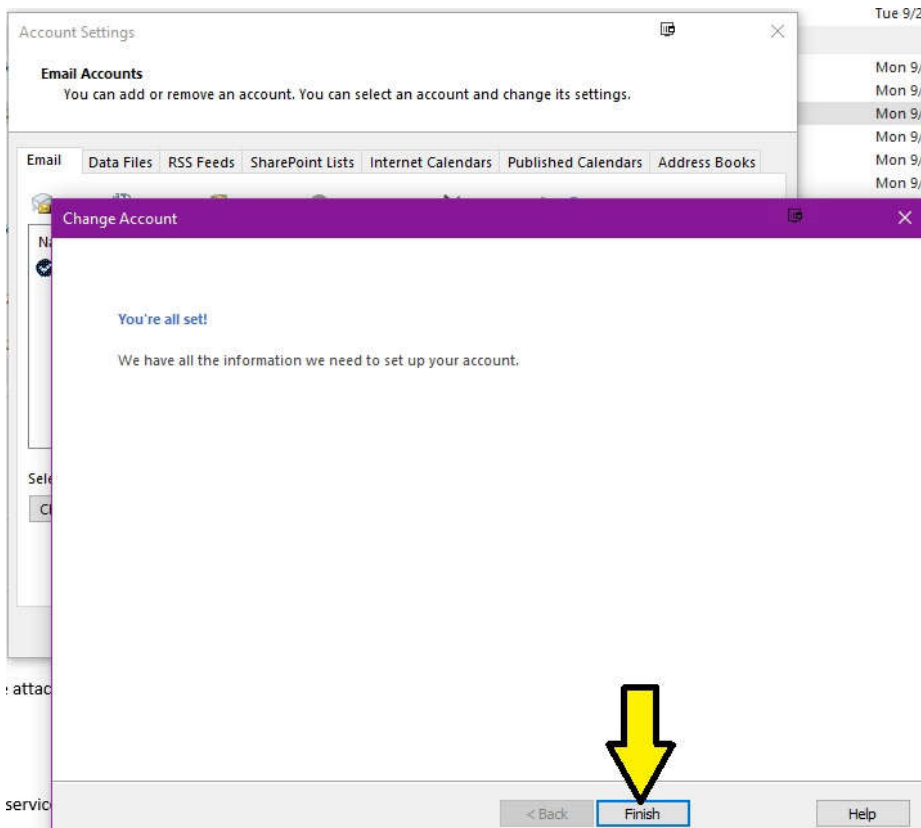 Tue 9/2
Account Settings
Email Accounts
You can add or remove an account. You can select an account and change its settings.
Mon 9/
Mon 9/
Mon 9/
Mon 9/
Email Data Files RSS Feeds SharePoint Lists Internet Calendars Published Calendars Address Books
Mon 9/
Mon 9/
Change Account
You're all set!
We have all the information we need to set up your account.
Sele
attac
servic
< Back Finish Help